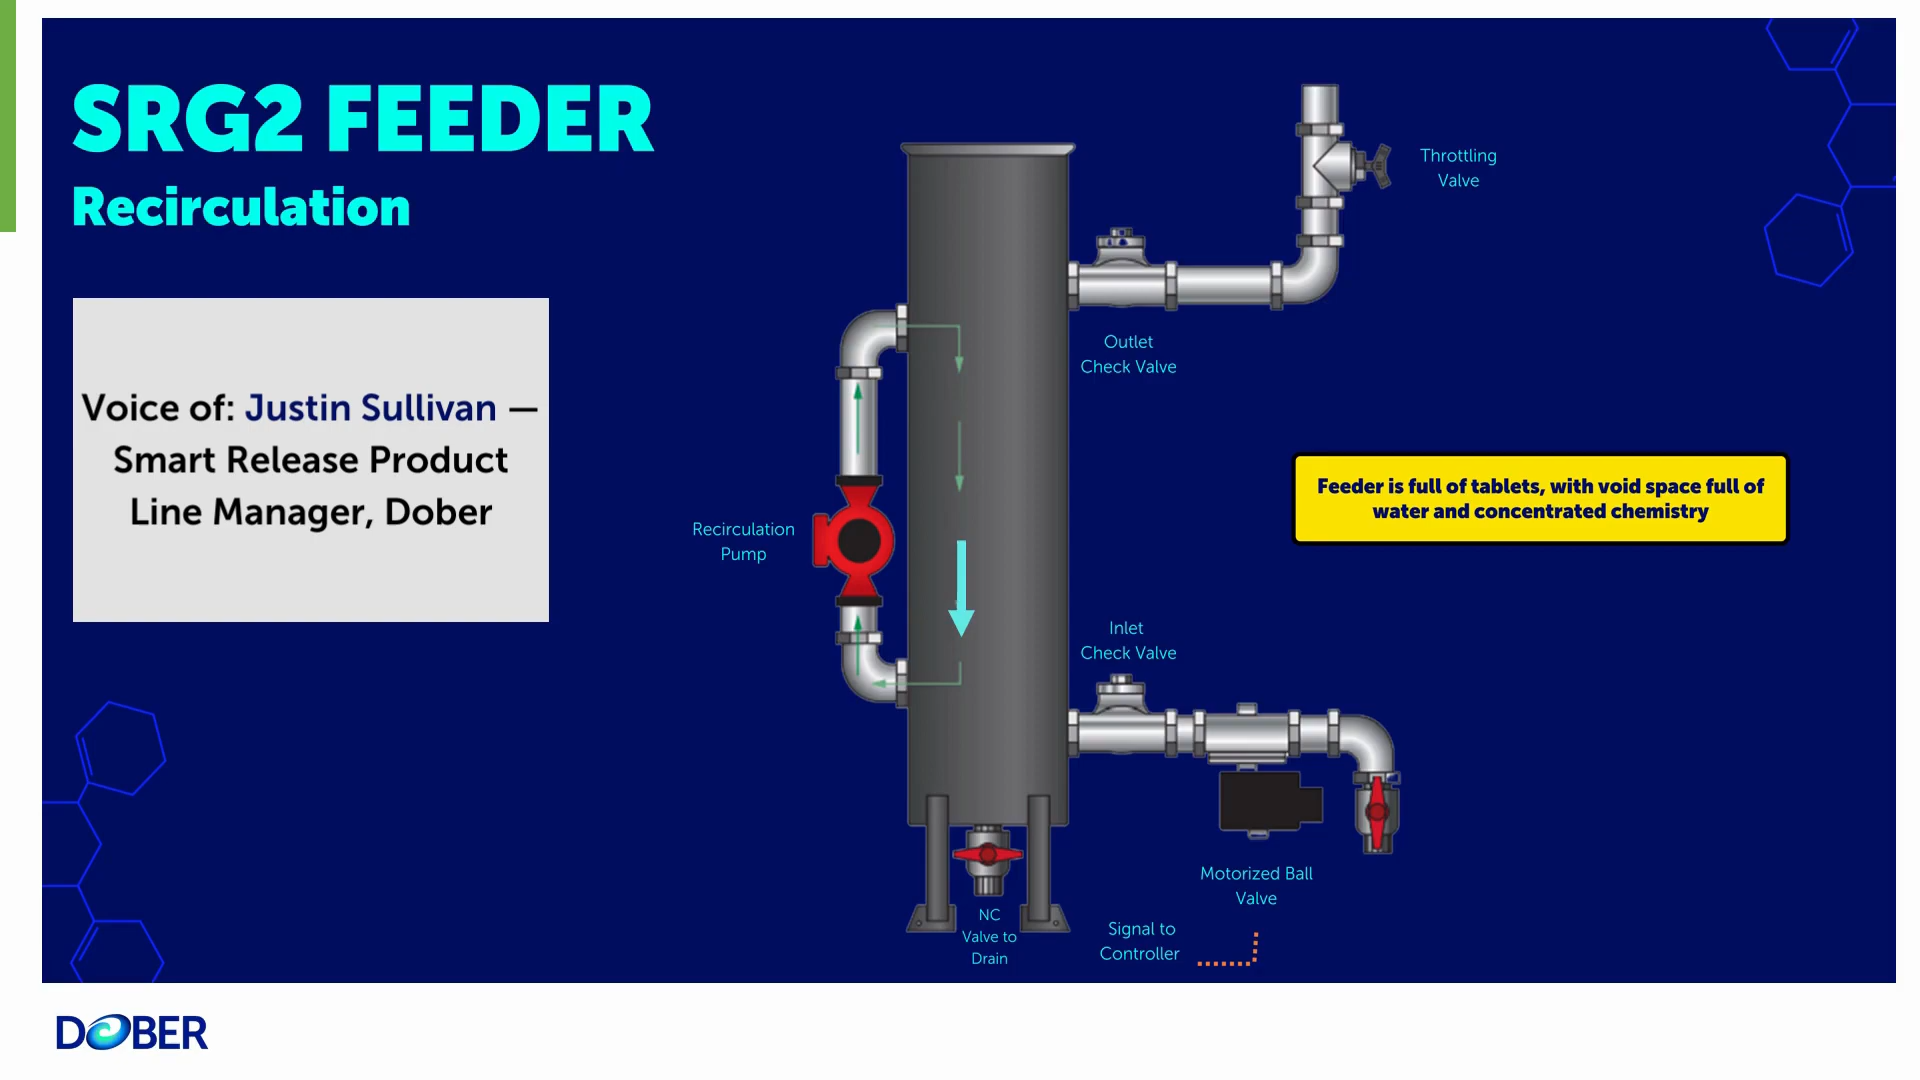 SRG2 FEEDER
Recirculation
Voice of: Justin Sullivan —
Smart Release Product
Line Manager, Dober
Throttling
Valve
Outlet
Check Valve
Feeder is full of tablets, with void space full of
water and concentrated chemistry
Recirculation
Pump
Inlet
Check Valve
Motorized Ball
Valve
NC
Valve to
Drain
Signal to
Controller
DOBER